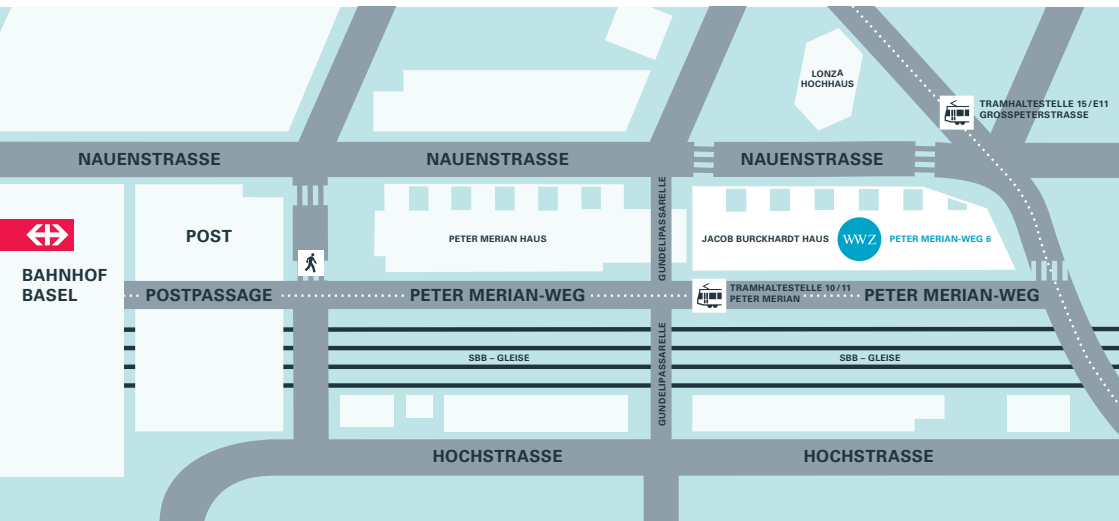 LONZA
HOCHHAUS
TRAMHALTESTELLE 15/E11
GROSSPETERSTRASSE
NAUENSTRASSE
NAUENSTRASSE
NAUENSTRASSE
GUNDELIPASSARELLE
POST
PETER MERIAN HAUS
JACOB BURCKHARDT HAUS
WWZ
PETER MERIAN-WEG 6
BAHNHOF
BASEL
POSTPASSAGE
PETER MERIAN-WEG
TRAMHALTESTELLE 10/11
PETER MERIAN
PETER MERIAN-WEG
GUNDELIPASSARELLE
SBB – GLEISE
SBB – GLEISE
HOCHSTRASSE
HOCHSTRASSE